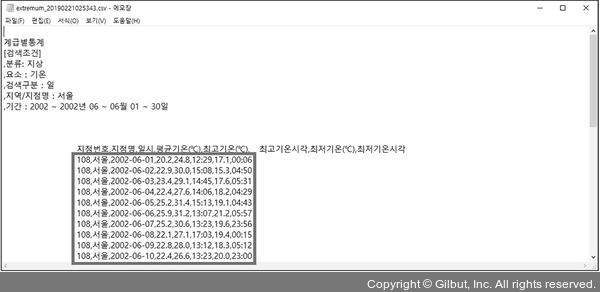 extremum_20190221025343.csv - 메모장
파일(F) 편집(E) 서식(O) 보기(V) 도움말(H)
계급별통계
[검색조건]
,분류: 지상
,요소 : 기온
,검색구분 : 일
,지역/지점명 : 서울
,기간 : 2002 ~ 2002년 06 ~ 06월 01 ~ 30일
지점번호,지점명,일시,평균기온(℃),최고기온(℃), 최고기온시각,최저기온(℃),최저기온시각
108,서울,2002-06-01,20.2,24.8,12:29,17.1,00:06
108,서울,2002-06-02,22.9,30.0,15:08,15.3,04:50
108,서울,2002-06-03,23.4,29.1,14:45,17.6,05:31
108,서울,2002-06-04,22.4,27.6,14:06,18.2,04:29
108,서울,2002-06-05,25.2,31.4,15:13,19.1,04:43
108,서울,2002-06-06,25.9,31.2,13:07,21.2,05:57
108,서울,2002-06-07,25.2,30.6,13:23,19.6,23:56
108,서울,2002-06-08,22.1,27.1,17:03,19.4,00:15
108,서울,2002-06-09,22.8,28.0,13:12,18.3,05:12
108,서울,2002-06-10,22.4,26.6,13:23,20.0,23:00
Copyright © Gilbut, Inc. All rights reserved.